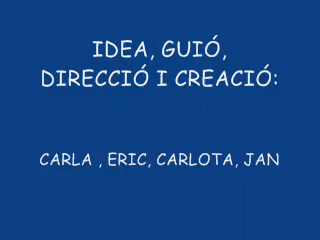 IDEA, GUIÓ,
DIRECCIÓ I CREACIÓ:
CARLA , ERIC, CARLOTA, JAN